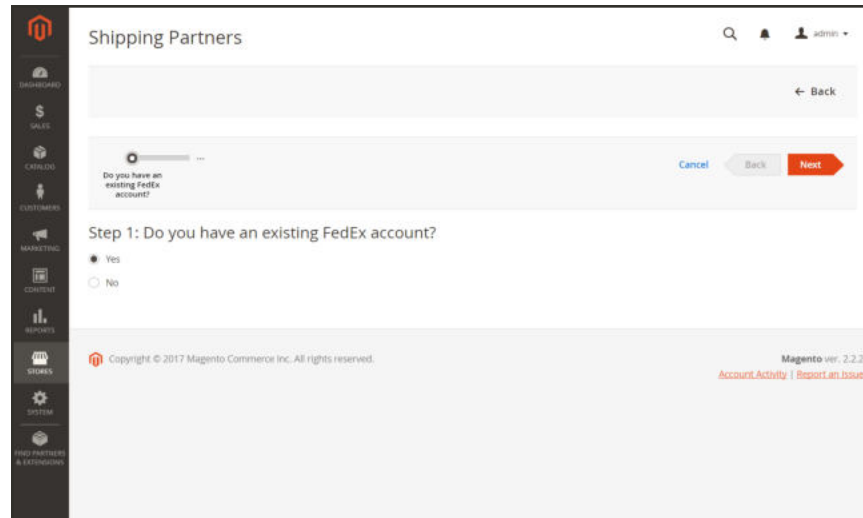 Shipping Partners
admin
DASHBOARD
← Back
SALES
CATALOG
...
Do you have an
existing FedEx
account?
Cancel
Back
Next
CUSTOMERS
MARKETING
Step 1: Do you have an existing FedEx account?
Yes
No
CONTENT
REPORTS
STORES
Copyright © 2017 Magento Commerce Inc. All rights reserved.
Magento ver. 2.2.2
Account Activity | Report an Issue
SYSTEM
FIND PARTNERS
& EXTENSIONS